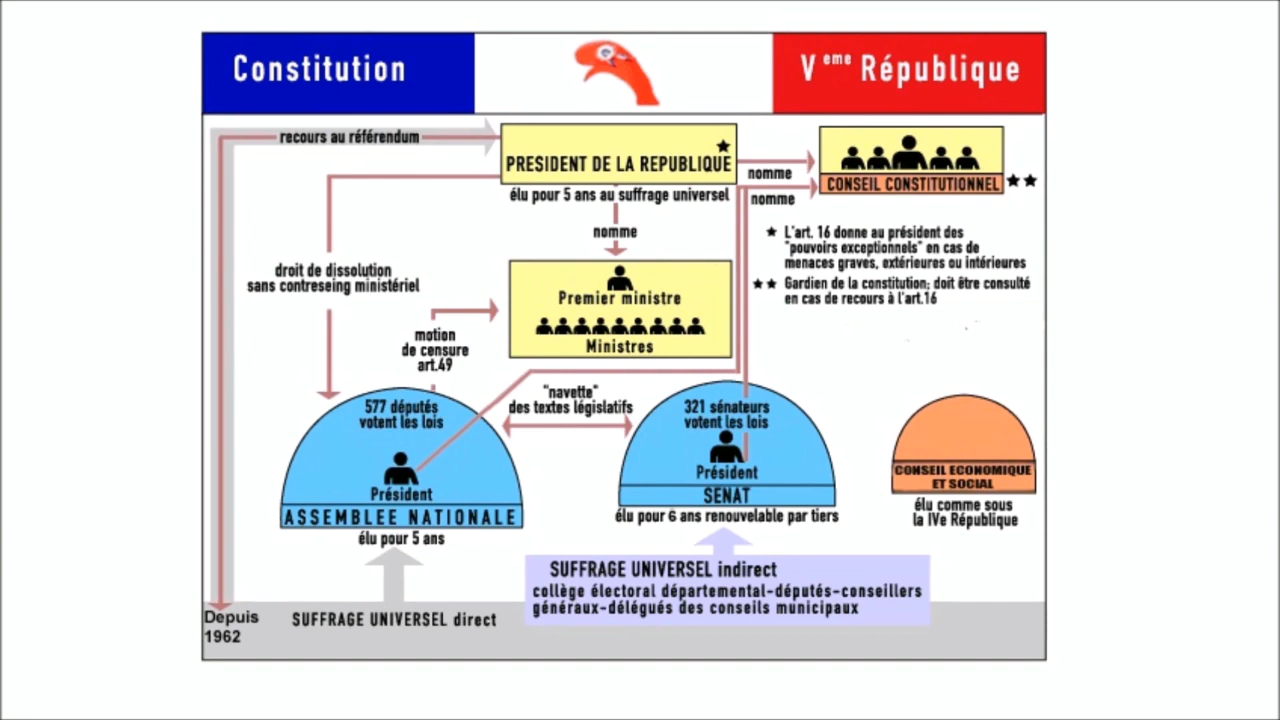 Constitution
Veme République
recours au référendum
PRESIDENT DE LA REPUBLIQUE
élu pour 5 ans au suffrage universel
nomme
nomme
CONSEIL CONSTITUTIONNEL ★★
nomme
★ L'art. 16 donne au président des
"pouvoirs exceptionnels" en cas de
menaces graves, extérieures ou intérieures
★★ Gardien de la constitution; doit être consulté
en cas de recours à l'art.16
droit de dissolution
sans contreseing ministériel
Premier ministre
Ministres
motion
de censure
art.49
"navette"
des textes législatifs
577 députés
votent les lois
Président
ASSEMBLEE NATIONALE
élu pour 5 ans
321 sénateurs
votent les lois
Président
SENAT
élu pour 6 ans renouvelable par tiers
CONSEIL ECONOMIQUE
ET SOCIAL
élu comme sous
la IVe République
SUFFRAGE UNIVERSEL indirect
collège électoral départemental-députés-conseillers
généraux-délégués des conseils municipaux
Depuis
1962
SUFFRAGE UNIVERSEL direct